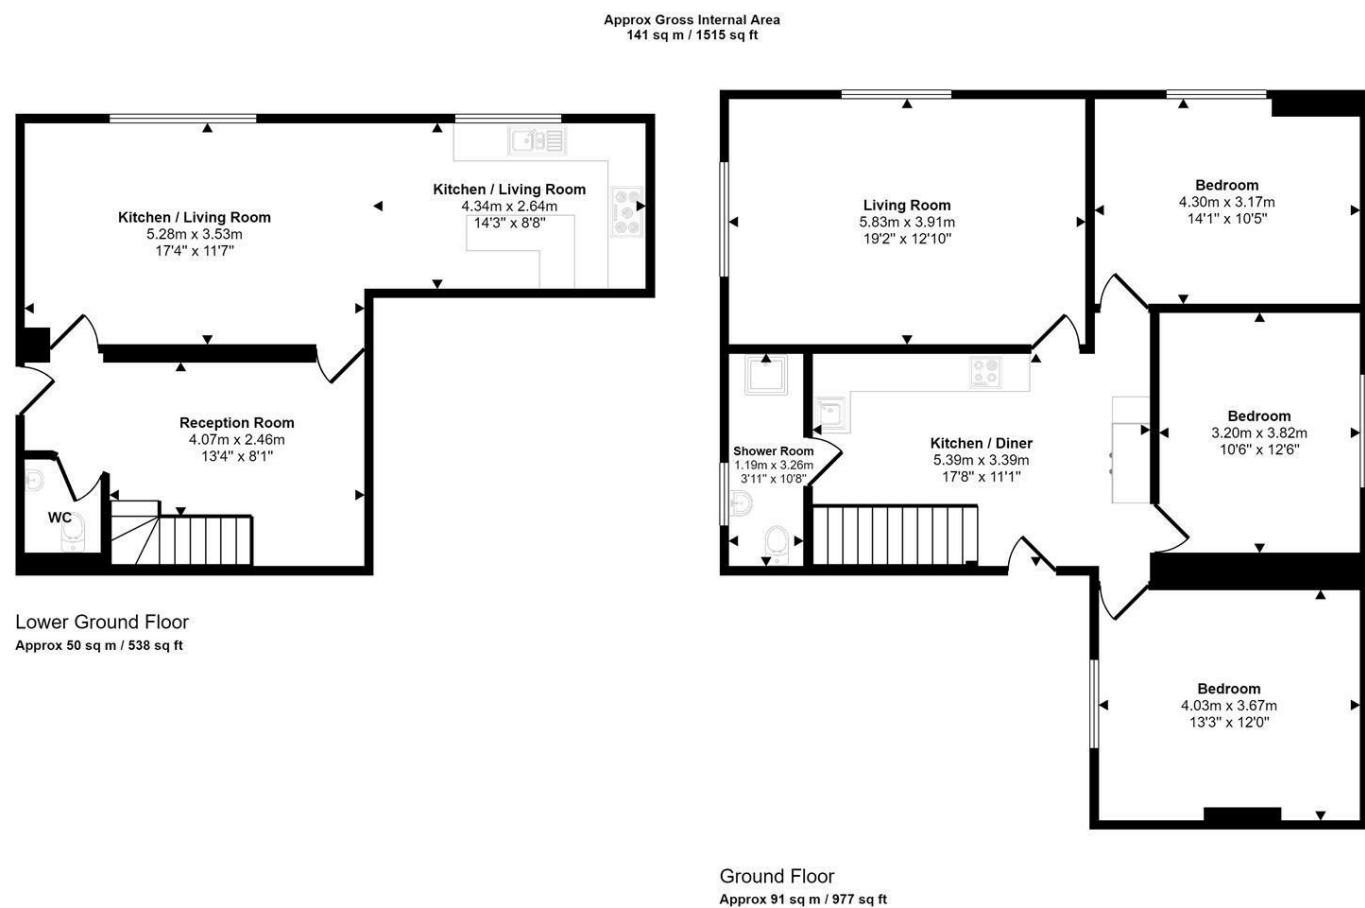 Approx Gross Internal Area
141 sq m / 1515 sq ft
Kitchen / Living Room
5.28m x 3.53m
17'4" x 11'7"
Kitchen / Living Room
4.34m x 2.64m
14'3" x 8'8"
Reception Room
4.07m x 2.46m
13'4" x 8'1"
WC
Lower Ground Floor
Approx 50 sq m / 538 sq ft
Living Room
5.83m x 3.91m
19'2" x 12'10"
Bedroom
4.30m x 3.17m
14'1" x 10'5"
Shower Room
1.19m x 3.26m
3'11" x 10'8"
Kitchen / Diner
5.39m x 3.39m
17'8" x 11'1"
Bedroom
3.20m x 3.82m
10'6" x 12'6"
Bedroom
4.03m x 3.67m
13'3" x 12'0"
Ground Floor
Approx 91 sq m / 977 sq ft